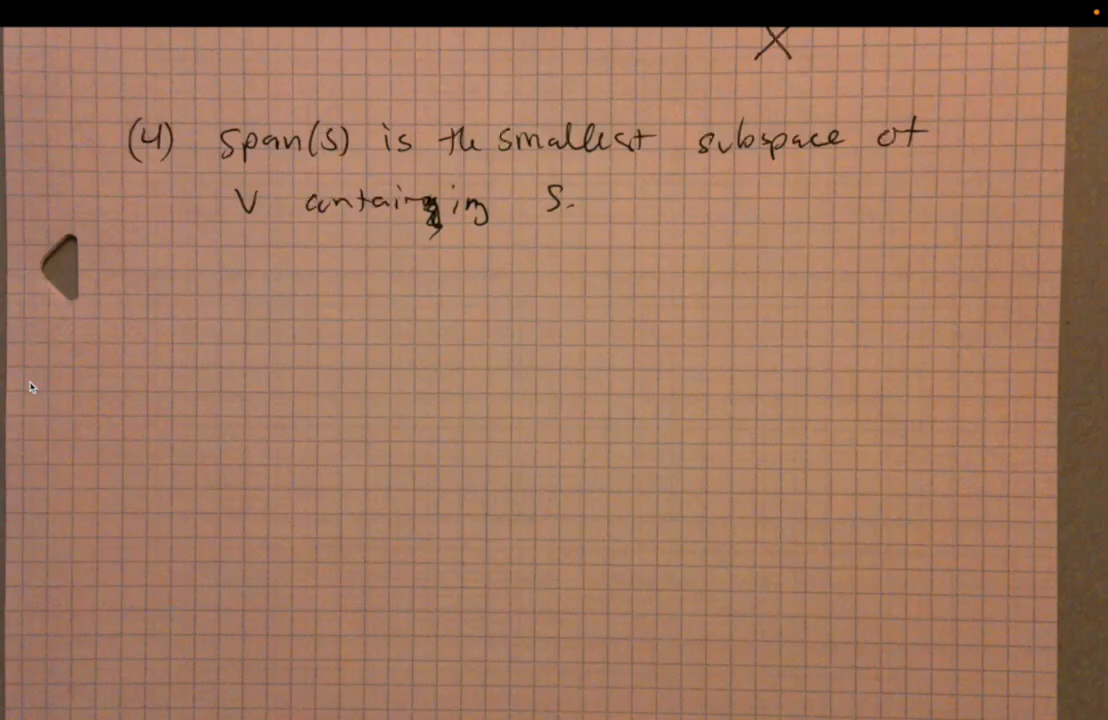 (4) span(S) is the smallest subspace of
V containing S.